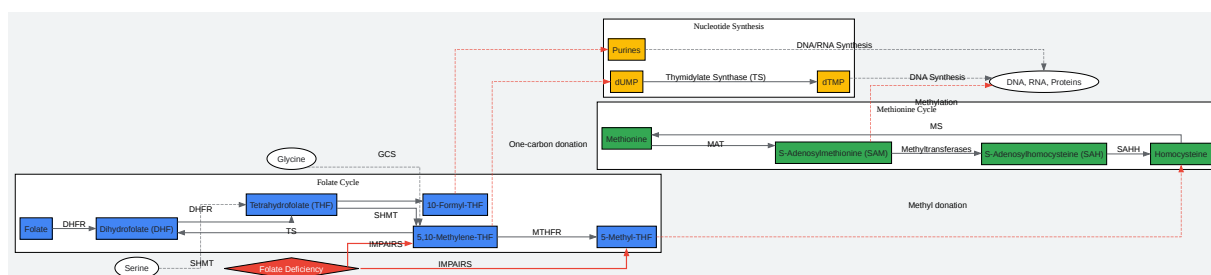 Nucleotide Synthesis
Purines
DNA/RNA Synthesis
dUMP
Thymidylate Synthase (TS)
dTMP
DNA Synthesis
DNA, RNA, Proteins
Methylation
Methionine Cycle
MS
Methionine
One-carbon donation
MAT
S-Adenosylmethionine (SAM)
Methyltransferases
S-Adenosylhomocysteine (SAH)
SAHH
Homocysteine
Glycine
GCS
Folate Cycle
Tetrahydrofolate (THF)
10-Formyl-THF
Methyl donation
DHFR
SHMT
Folate
DHFR
Dihydrofolate (DHF)
TS
5,10-Methylene-THF
MTHFR
5-Methyl-THF
IMPAIRS
Serine
SHMT
Folate Deficiency
IMPAIRS